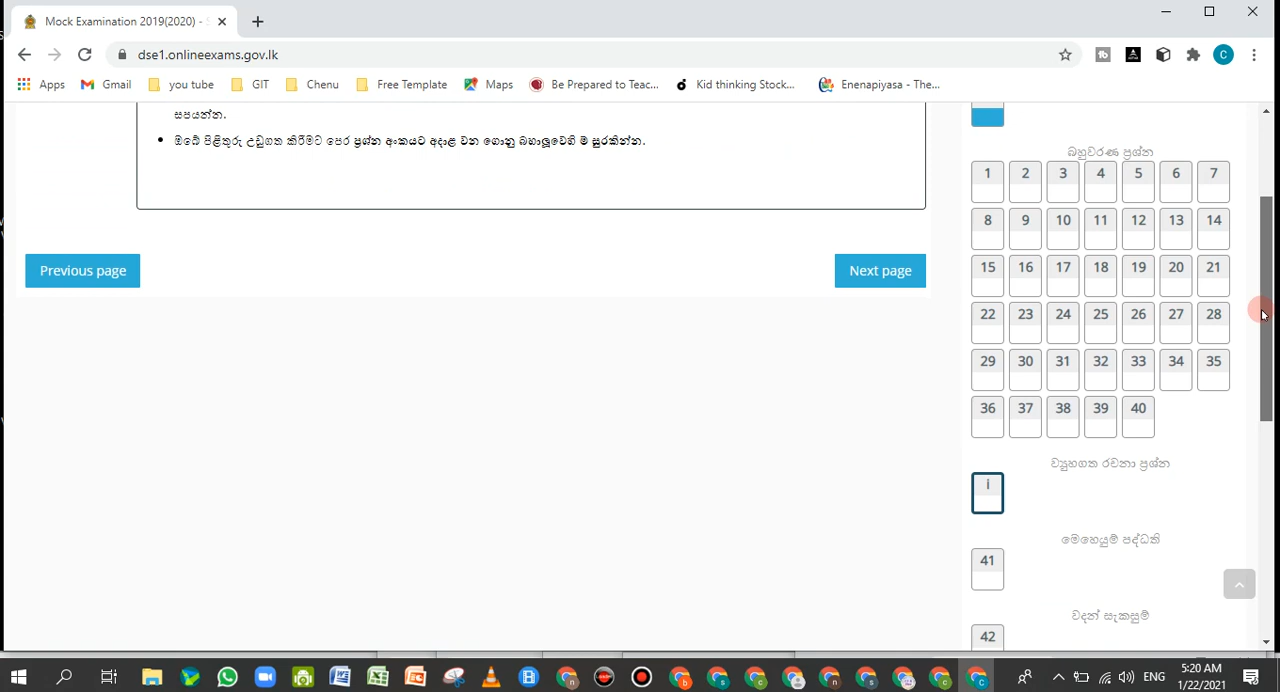 Mock Examination 2019(2020) - S
dse1.onlineexams.gov.lk
C
Apps Gmail you tube GIT Chenu Free Template Maps Be Prepared to Teac... Kid thinking Stock... Enenapiyasa - The...
සපයන්න.
ඔබේ පිළිතුරු උඩුගත කිරීමට පෙර ප්‍රශ්න අංකයට අදාළ වන ගොනු බහාලුවෙහි ම සුරකින්න.
Previous page
Next page
බහුවරණ ප්‍රශ්න
1 2 3 4 5 6 7
8 9 10 11 12 13 14
15 16 17 18 19 20 21
22 23 24 25 26 27 28
29 30 31 32 33 34 35
36 37 38 39 40
ව්‍යුහගත රචනා ප්‍රශ්න
i
මෙහෙයුම් පද්ධති
41
වදන් සැකසුම්
42
ENG
5:20 AM
1/22/2021